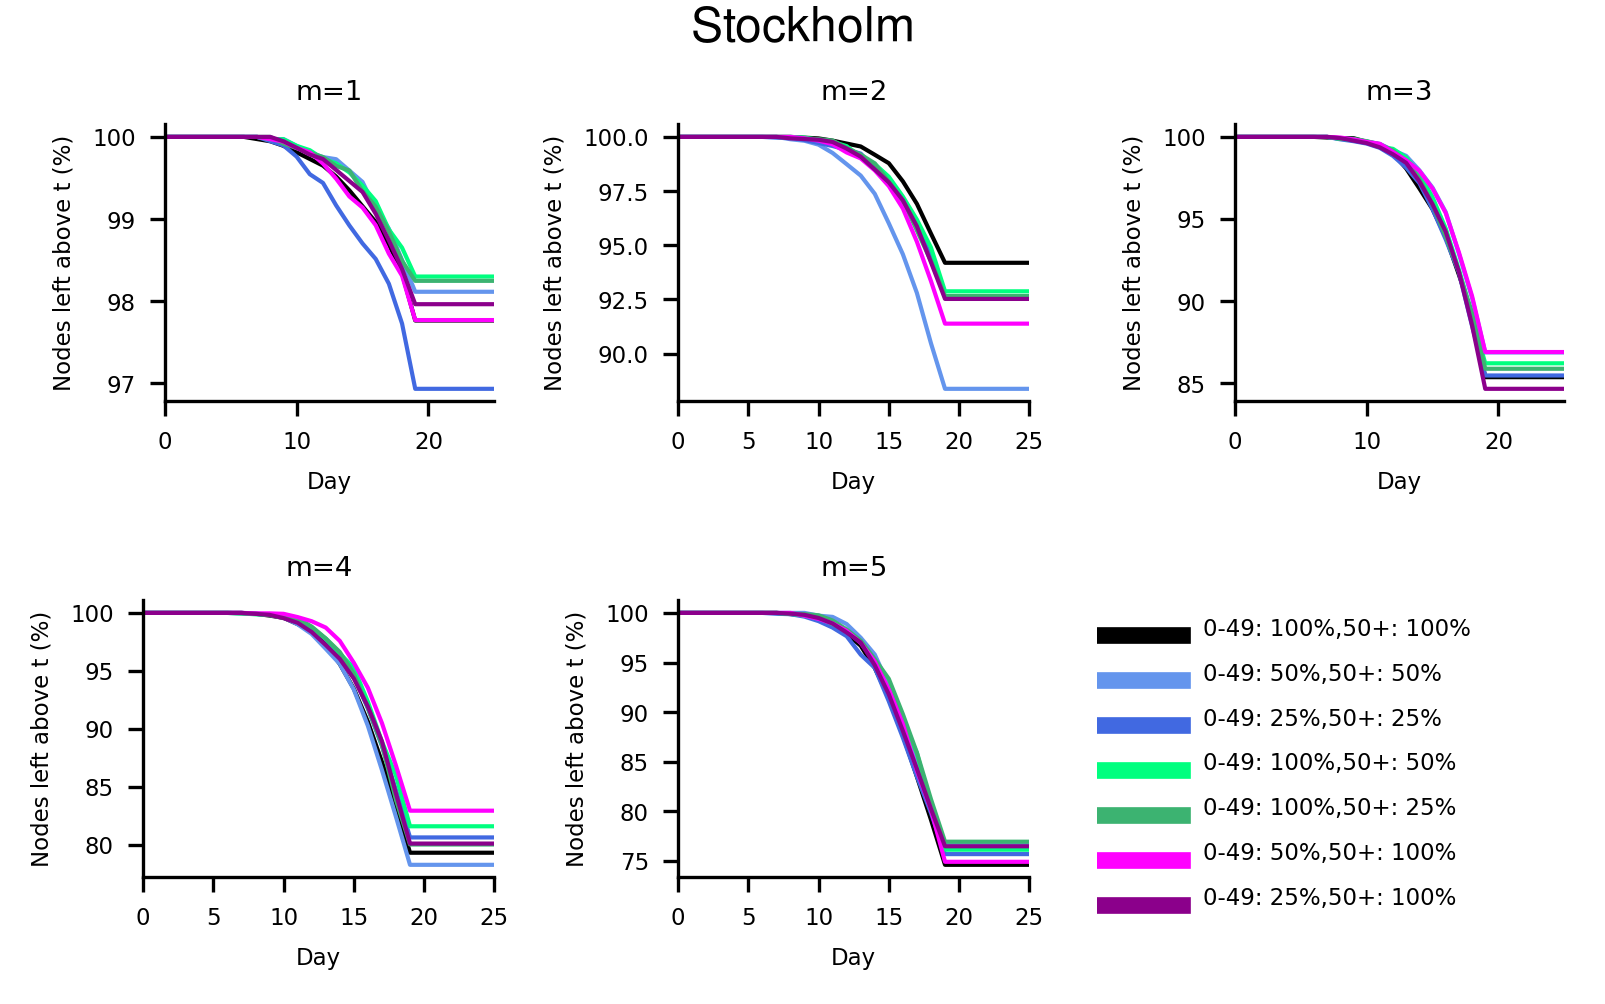 Stockholm
m=1
Nodes left above t (%)
100
99
98
97
0 10 20
Day
m=2
Nodes left above t (%)
100.0
97.5
95.0
92.5
90.0
0 5 10 15 20 25
Day
m=3
Nodes left above t (%)
100
95
90
85
0 10 20
Day
m=4
Nodes left above t (%)
100
95
90
85
80
0 5 10 15 20 25
Day
m=5
Nodes left above t (%)
100
95
90
85
80
75
0 5 10 15 20 25
Day
0-49: 100%,50+: 100%
0-49: 50%,50+: 50%
0-49: 25%,50+: 25%
0-49: 100%,50+: 50%
0-49: 100%,50+: 25%
0-49: 50%,50+: 100%
0-49: 25%,50+: 100%